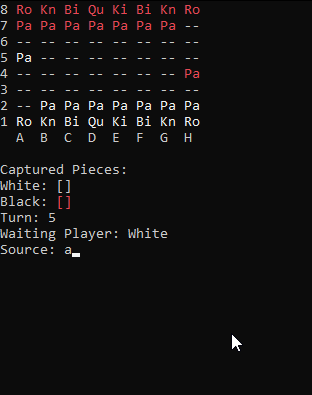 8 Ro Kn Bi Qu Ki Bi Kn Ro
7 Pa Pa Pa Pa Pa Pa Pa --
6 -- -- -- -- -- -- -- --
5 Pa -- -- -- -- -- -- --
4 -- -- -- -- -- -- -- Pa
3 -- -- -- -- -- -- -- --
2 -- Pa Pa Pa Pa Pa Pa Pa
1 Ro Kn Bi Qu Ki Bi Kn Ro
A B C D E F G H
Captured Pieces:
White: []
Black: []
Turn: 5
Waiting Player: White
Source: a